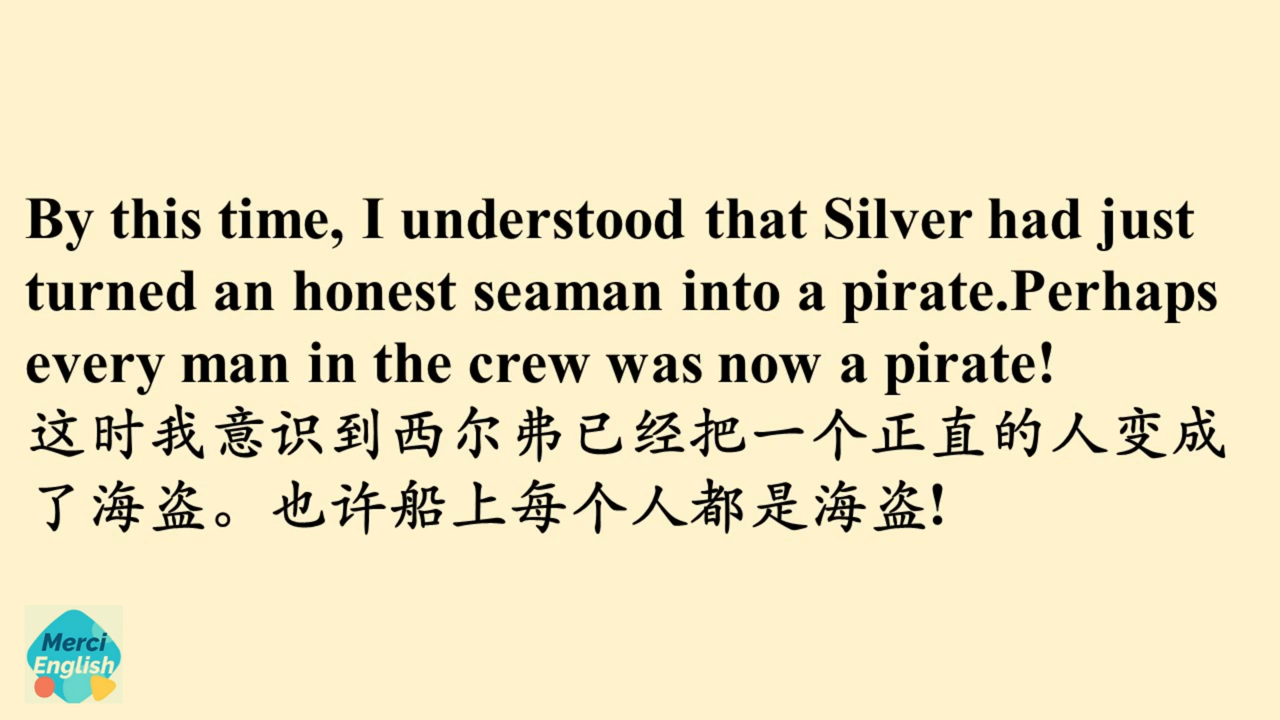 By this time, I understood that Silver had just
turned an honest seaman into a pirate.Perhaps
every man in the crew was now a pirate!
这时我意识到西尔弗已经把一个正直的人变成
了海盗。也许船上每个人都是海盗!
Merci
English